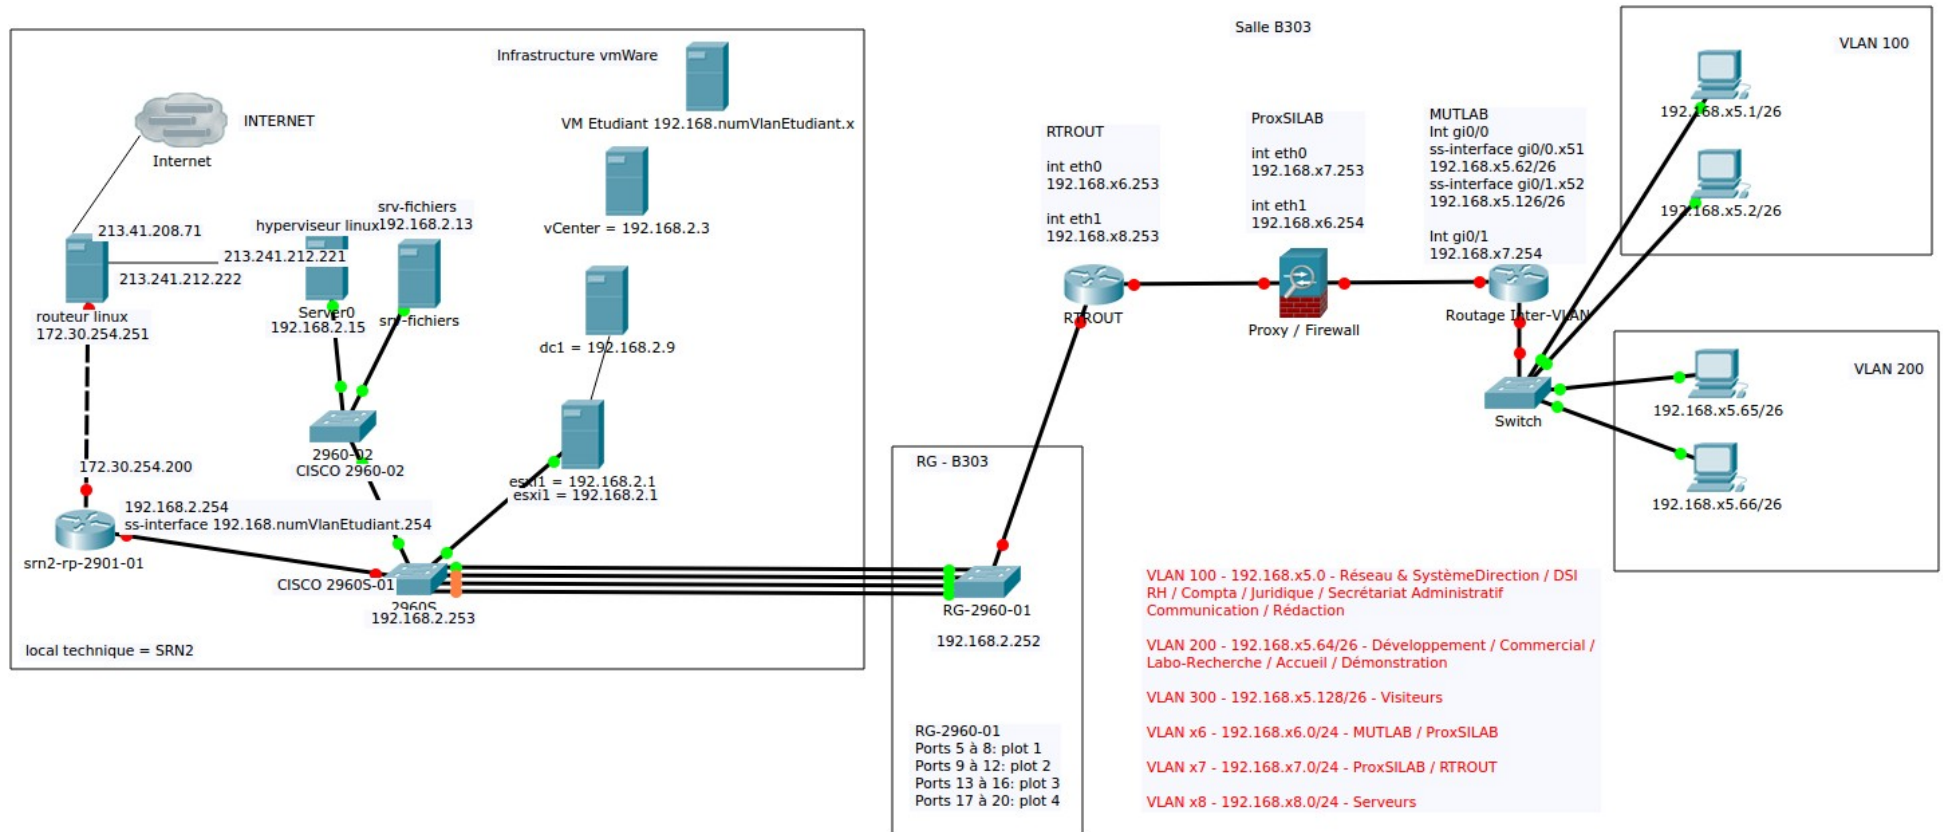 Salle B303
Infrastructure vmWare
VM Etudiant 192.168.numVlanEtudiant.x
INTERNET
Internet
vCenter = 192.168.2.3
213.41.208.71
213.241.212.222
routeur linux
172.30.254.251
hyperviseur linux
213.241.212.221
Server0
192.168.2.15
srv-fichiers
192.168.2.13
srv-fichiers
dc1 = 192.168.2.9
2960-02
CISCO 2960-02
esxi1 = 192.168.2.1
esxi1 = 192.168.2.1
172.30.254.200
192.168.2.254
ss-interface 192.168.numVlanEtudiant.254
srn2-rp-2901-01
CISCO 2960S-01
2960S
192.168.2.253
local technique = SRN2
RG - B303
RG-2960-01
192.168.2.252
RG-2960-01
Ports 5 à 8: plot 1
Ports 9 à 12: plot 2
Ports 13 à 16: plot 3
Ports 17 à 20: plot 4
RTROUT
int eth0
192.168.x6.253
int eth1
192.168.x8.253
RTROUT
ProxSILAB
int eth0
192.168.x7.253
int eth1
192.168.x6.254
Proxy / Firewall
MUTLAB
Int gi0/0
ss-interface gi0/0.x51
192.168.x5.62/26
ss-interface gi0/1.x52
192.168.x5.126/26
Int gi0/1
192.168.x7.254
Routage Inter-VLAN
Switch
VLAN 100
192.168.x5.1/26
192.168.x5.2/26
VLAN 200
192.168.x5.65/26
192.168.x5.66/26
VLAN 100 - 192.168.x5.0 - Réseau & SystèmeDirection / DSI
RH / Compta / Juridique / Secrétariat Administratif
Communication / Rédaction
VLAN 200 - 192.168.x5.64/26 - Développement / Commercial /
Labo-Recherche / Accueil / Démonstration
VLAN 300 - 192.168.x5.128/26 - Visiteurs
VLAN x6 - 192.168.x6.0/24 - MUTLAB / ProxSILAB
VLAN x7 - 192.168.x7.0/24 - ProxSILAB / RTROUT
VLAN x8 - 192.168.x8.0/24 - Serveurs